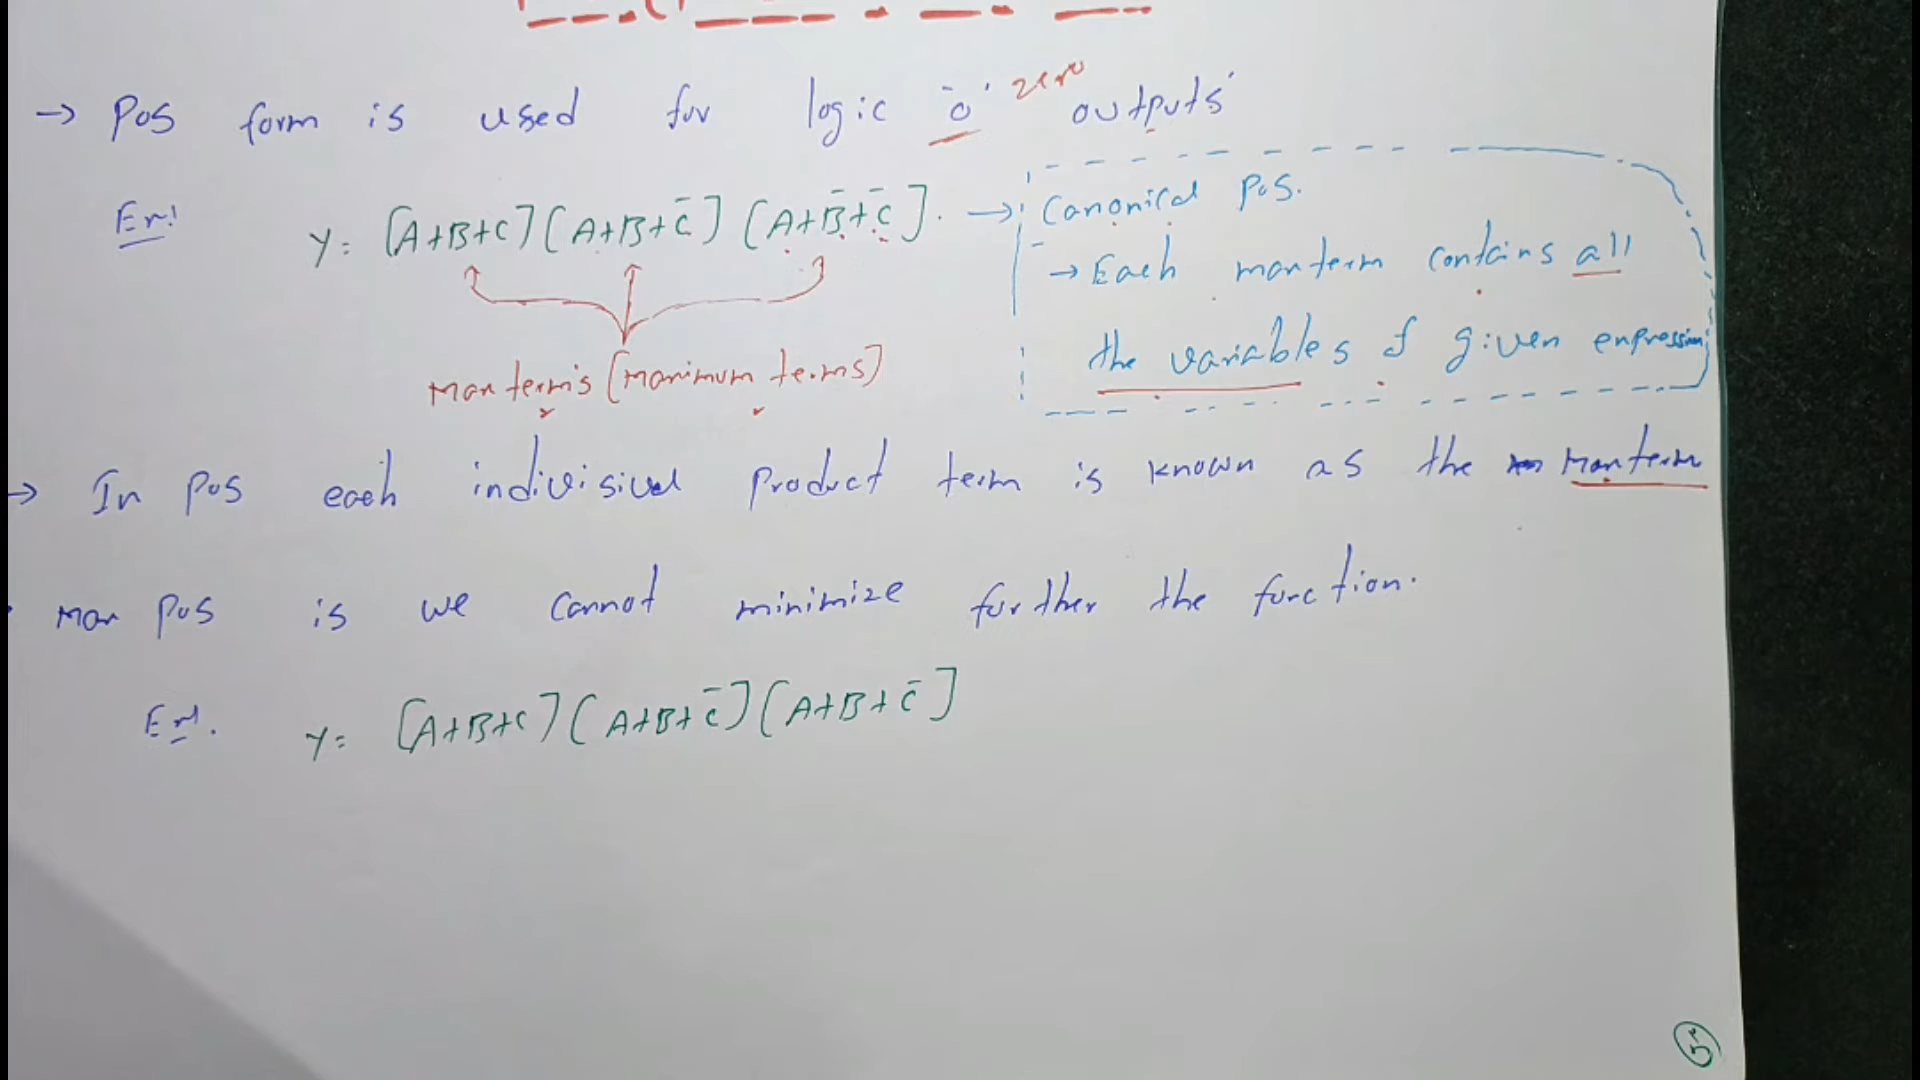 → Pos form is used for logic 'o' zero outputs'
Ex! Y = [A+B+C] [A+B+C̄] [A+B̄+C̄]. → Canonical Pos.
→ Each maxterm contains all
the variables of given expression
Max term's [Maximum terms]
→ In Pos each indivisival product term is known as the Maxterm
Max Pos is we cannot minimize further the function.
Ex!. Y = [A+B+C] [A+B+C̄] [A+B+C̄]